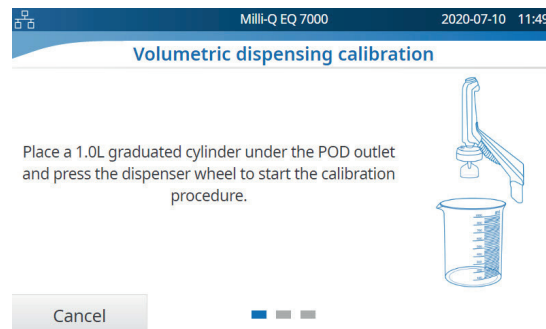 Milli-Q EQ 7000 2020-07-10 11:49
Volumetric dispensing calibration
Place a 1.0L graduated cylinder under the POD outlet
and press the dispenser wheel to start the calibration
procedure.
Cancel